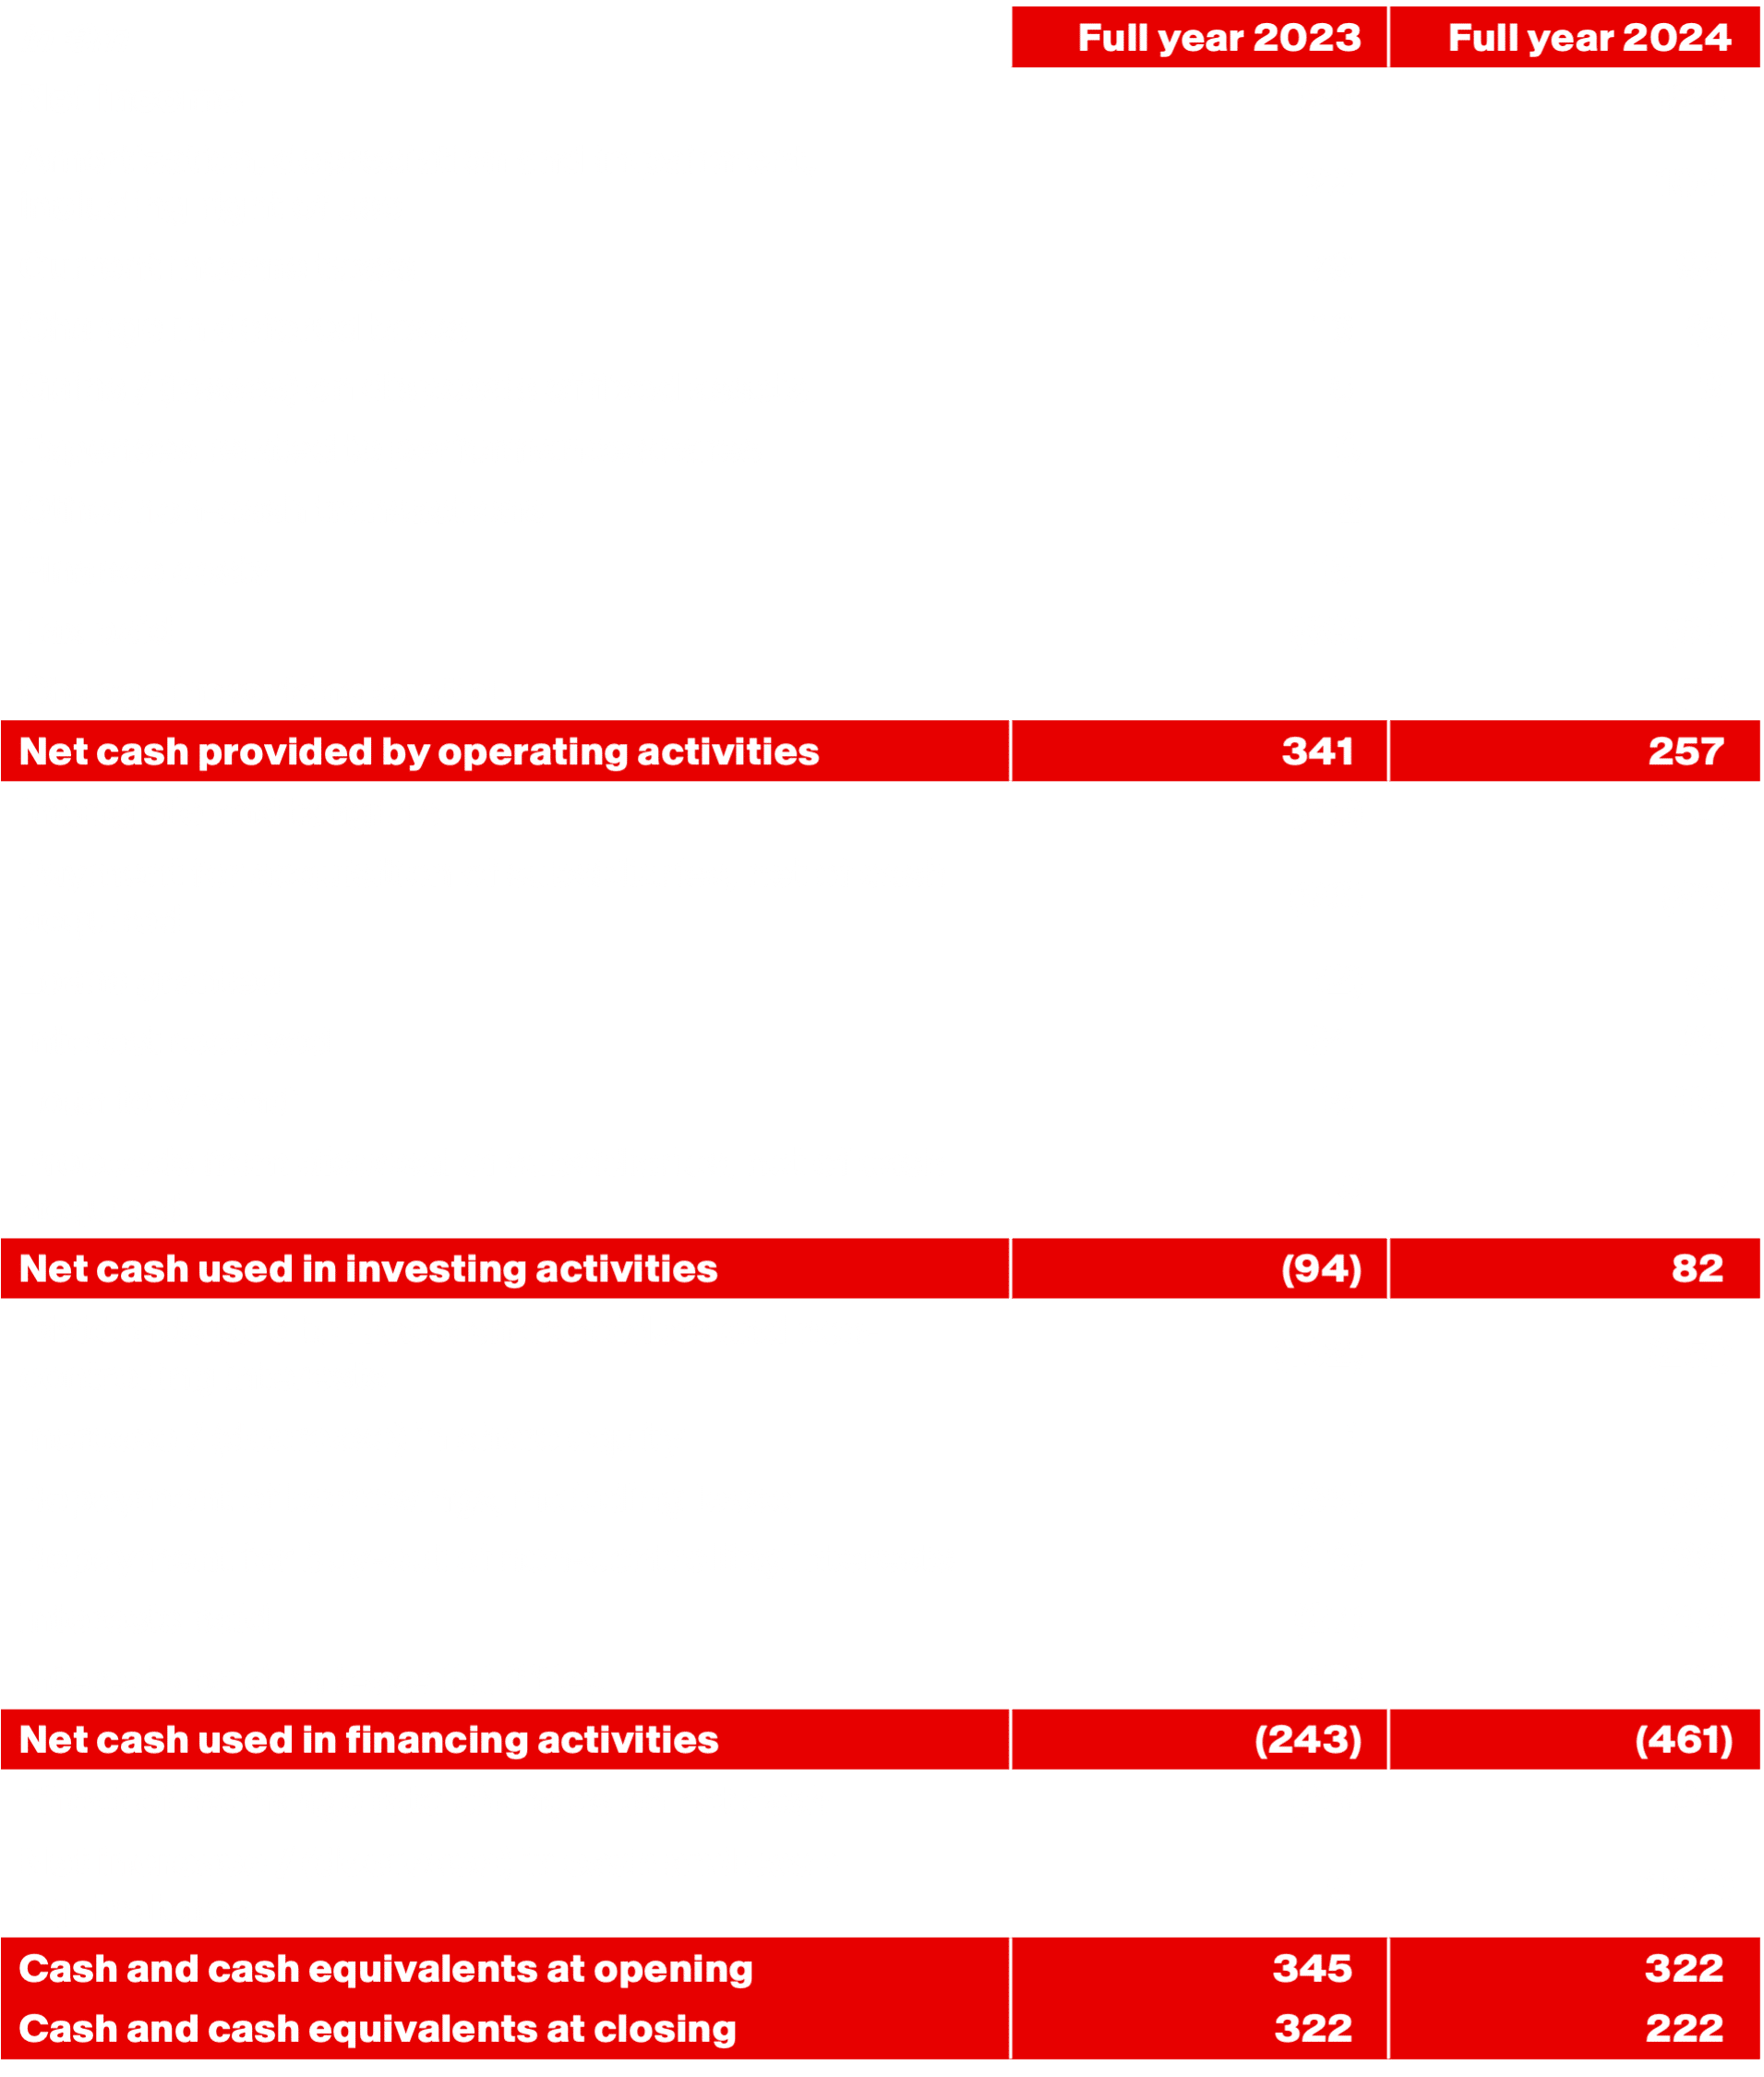 Full year 2023 Full year 2024
Net cash provided by operating activities 341 257
Net cash used in investing activities (94) 82
Net cash used in financing activities (243) (461)
Cash and cash equivalents at opening 345 322
Cash and cash equivalents at closing 322 222